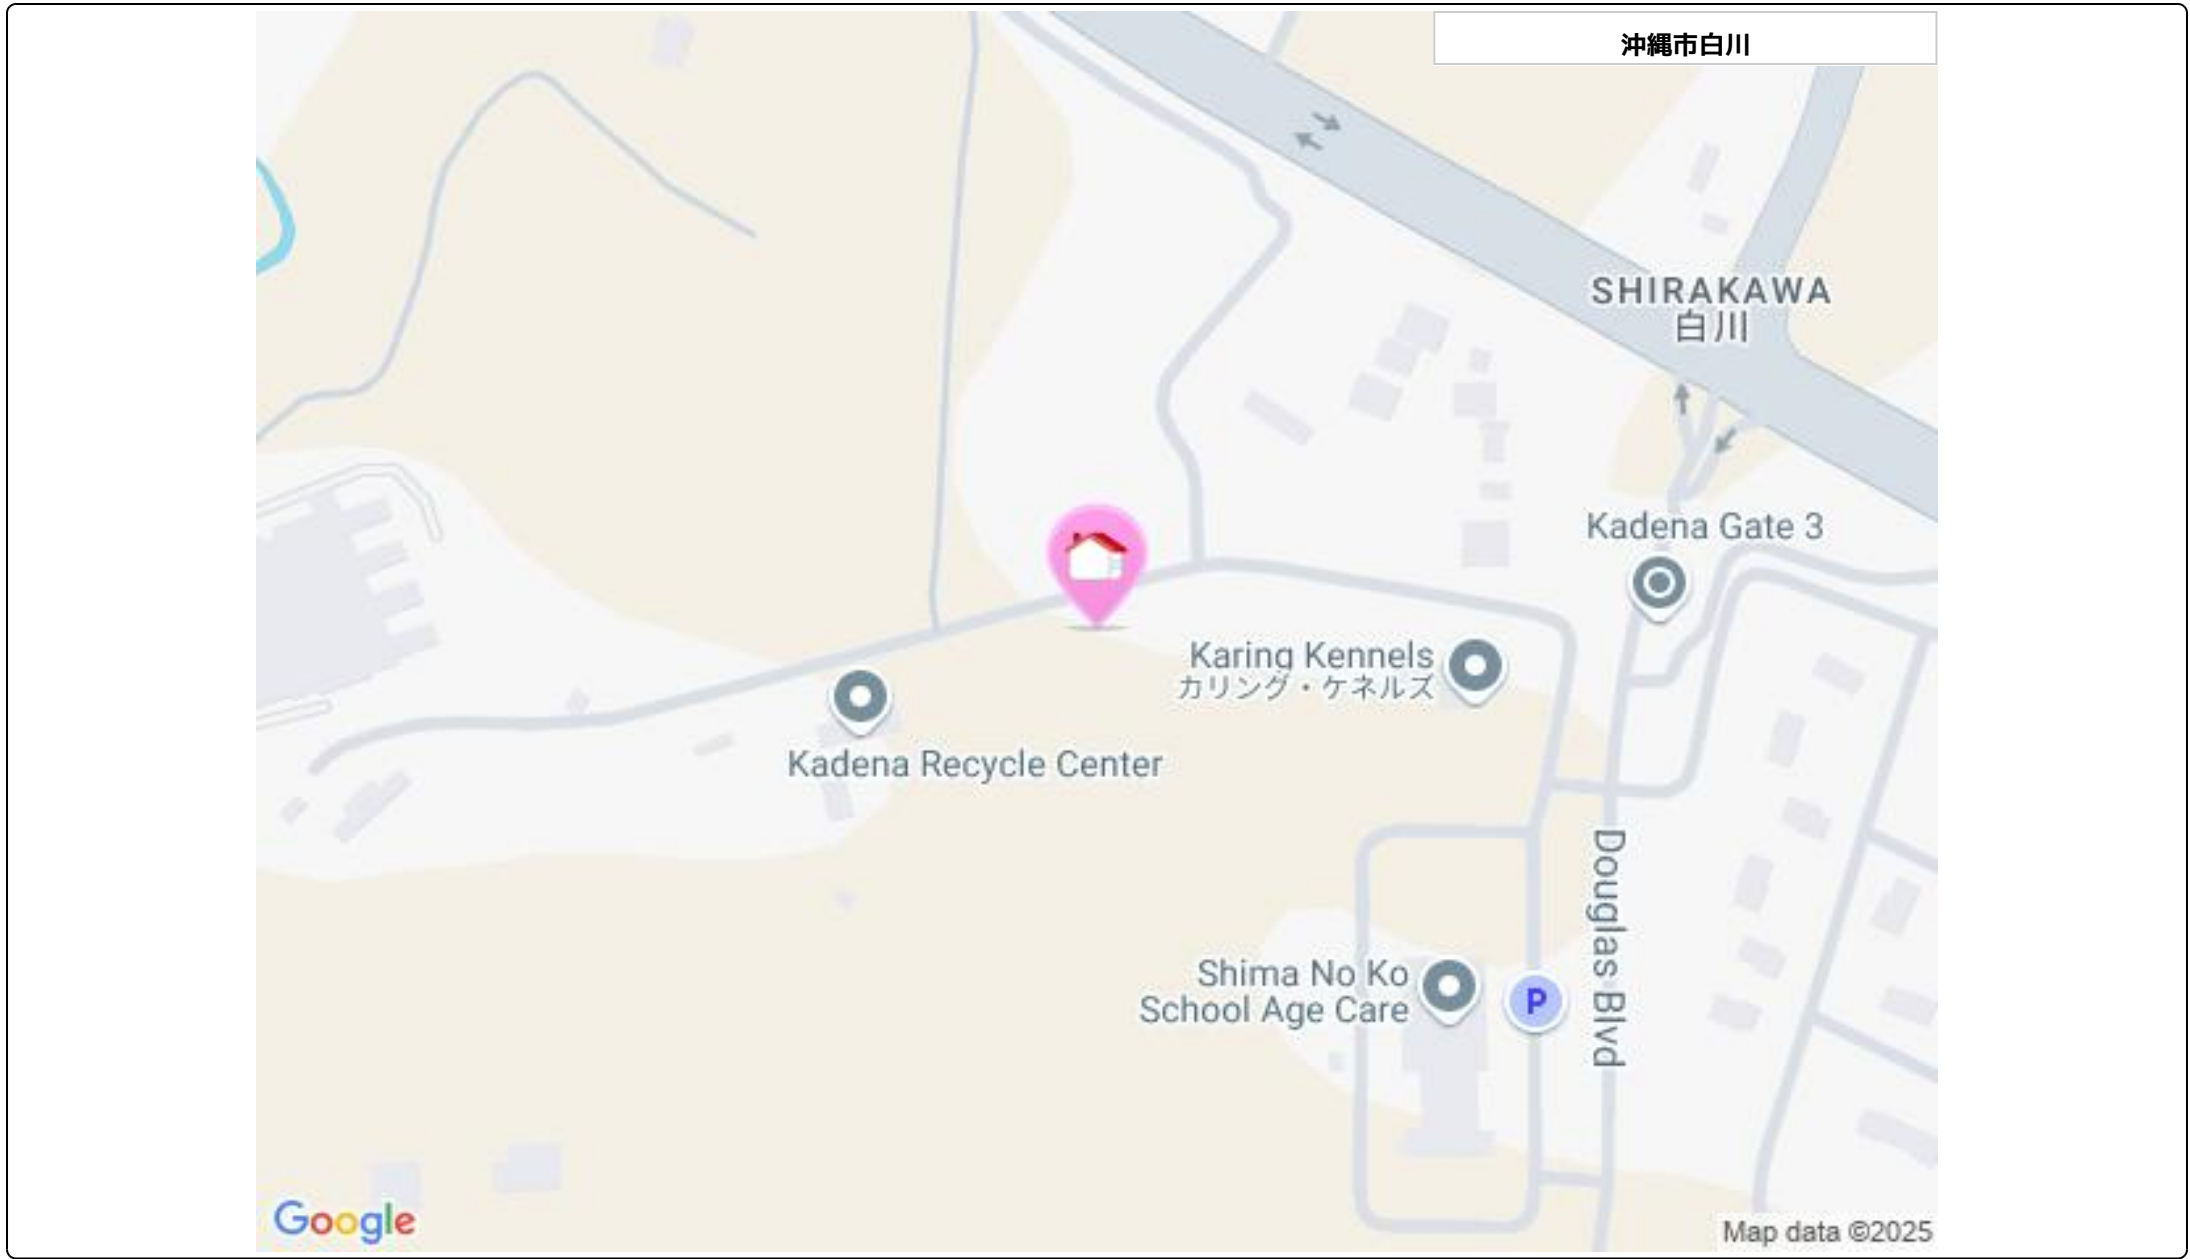 沖縄市白川
SHIRAKAWA
白川
Kadena Gate 3
Karing Kennels
カリング・ケネルズ
Kadena Recycle Center
Douglas Blvd
Shima No Ko
School Age Care
P
Google
Map data ©2025